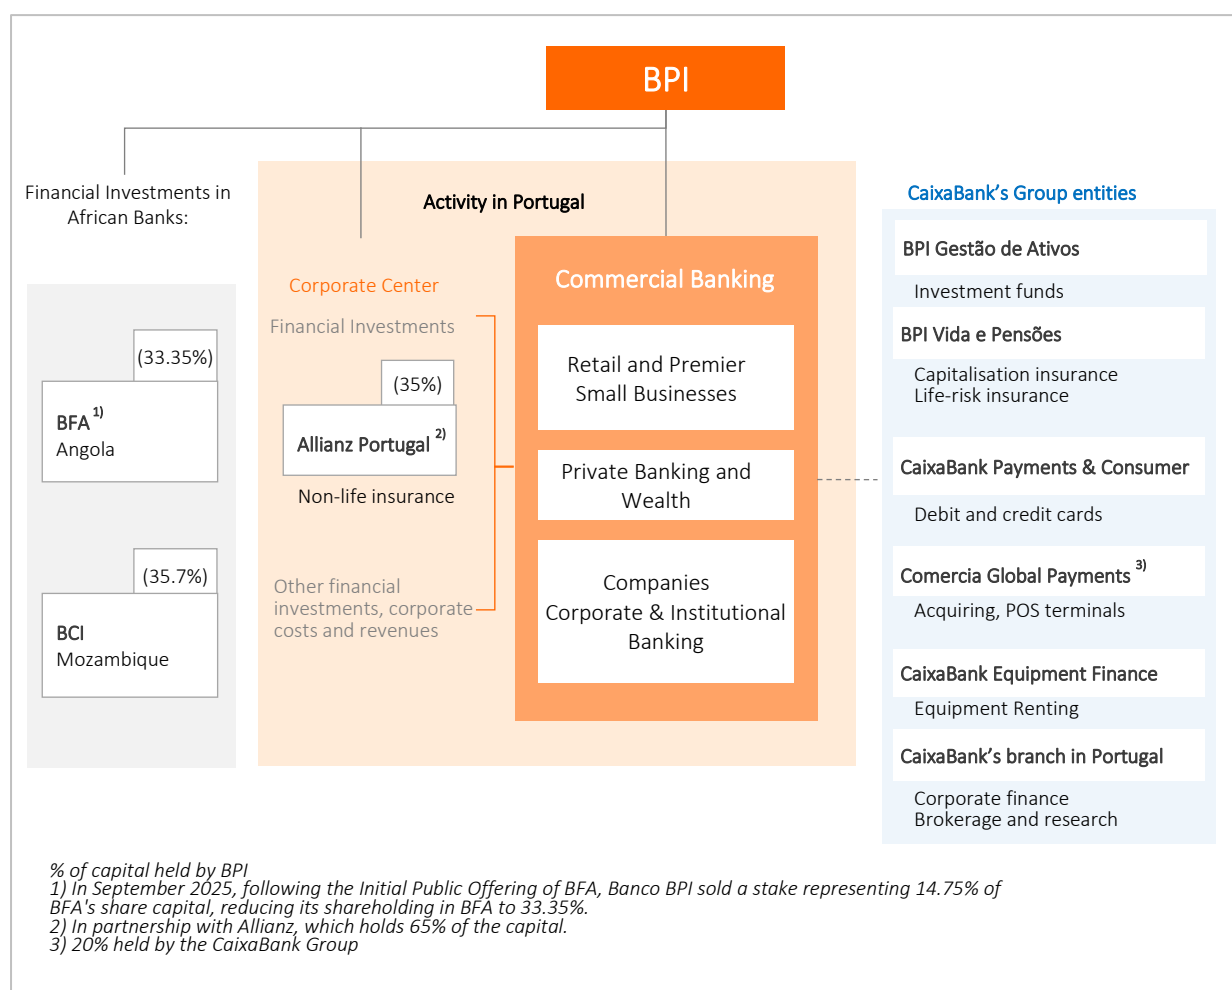 BPI
Financial Investments in
African Banks:
(33.35%)
BFA 1)
Angola
(35.7%)
BCI
Mozambique
Activity in Portugal
Corporate Center
Financial Investments
(35%)
Allianz Portugal 2)
Non-life insurance
Other financial
investments, corporate
costs and revenues
Commercial Banking
Retail and Premier
Small Businesses
Private Banking and
Wealth
Companies
Corporate & Institutional
Banking
CaixaBank’s Group entities
BPI Gestão de Ativos
Investment funds
BPI Vida e Pensões
Capitalisation insurance
Life-risk insurance
CaixaBank Payments & Consumer
Debit and credit cards
Comercia Global Payments 3)
Acquiring, POS terminals
CaixaBank Equipment Finance
Equipment Renting
CaixaBank’s branch in Portugal
Corporate finance
Brokerage and research
% of capital held by BPI
1) In September 2025, following the Initial Public Offering of BFA, Banco BPI sold a stake representing 14.75% of
BFA's share capital, reducing its shareholding in BFA to 33.35%.
2) In partnership with Allianz, which holds 65% of the capital.
3) 20% held by the CaixaBank Group